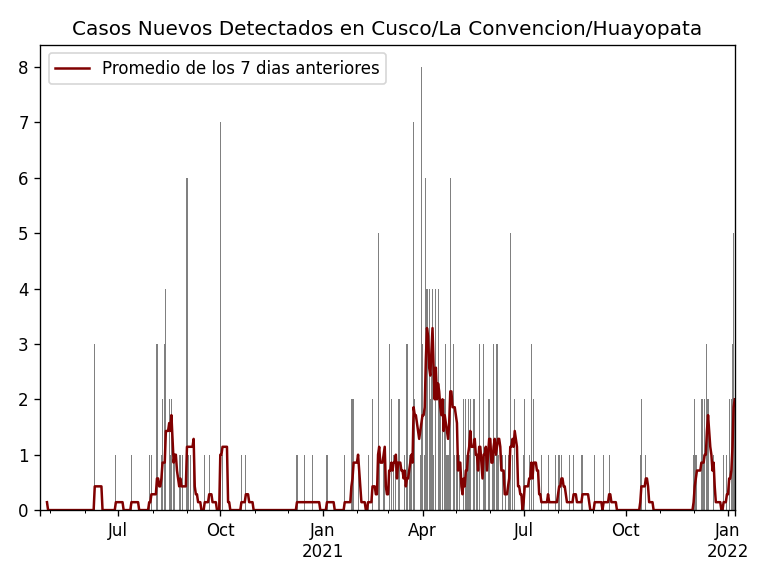 Casos Nuevos Detectados en Cusco/La Convencion/Huayopata
Promedio de los 7 dias anteriores
8
7
6
5
4
3
2
1
0
Jul
Oct
Jan
2021
Apr
Jul
Oct
Jan
2022